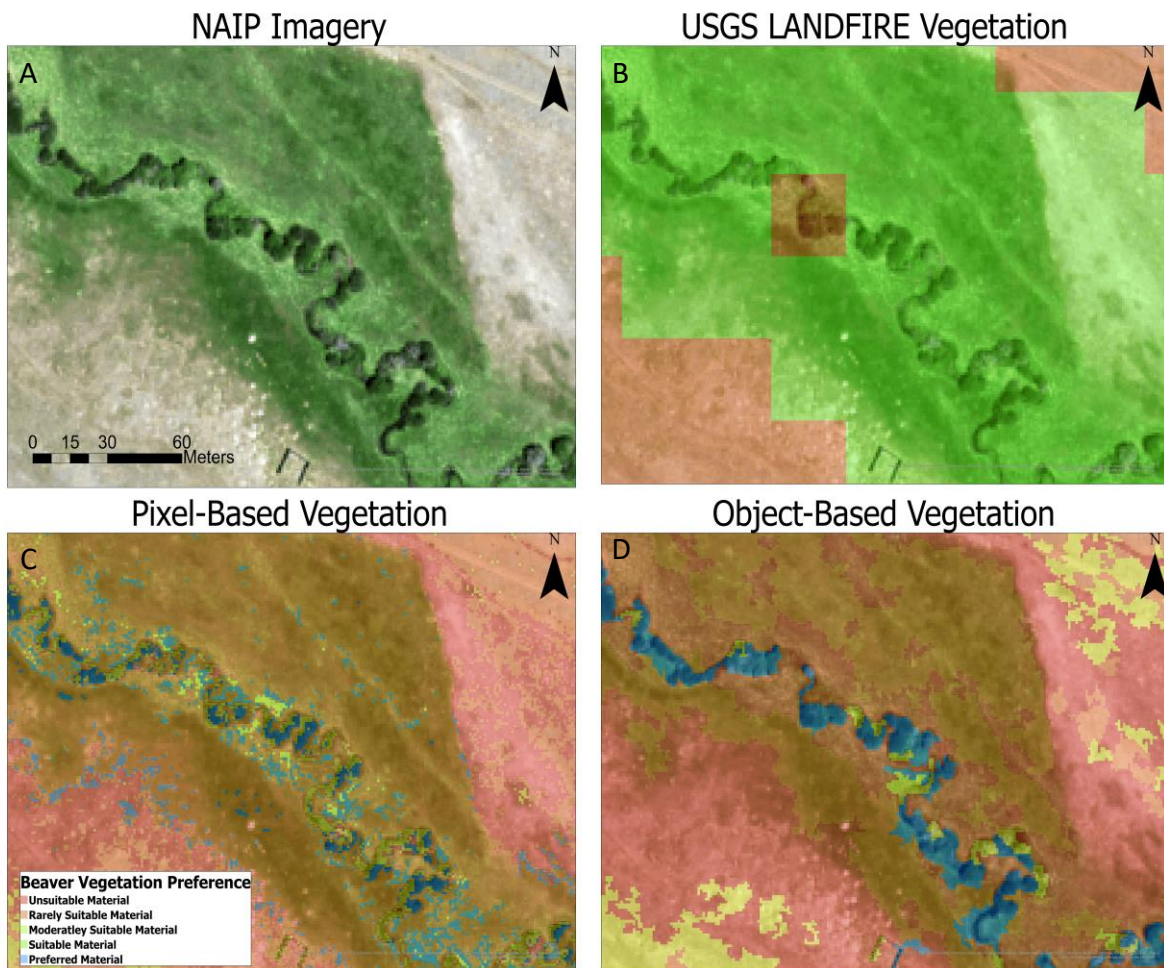 NAIP Imagery
USGS LANDFIRE Vegetation
A
N
B
N
0 15 30 60
Meters
Pixel-Based Vegetation
Object-Based Vegetation
C
N
D
N
Beaver Vegetation Preference
Unsuitable Material
Rarely Suitable Material
Moderatley Suitable Material
Suitable Material
Preferred Material